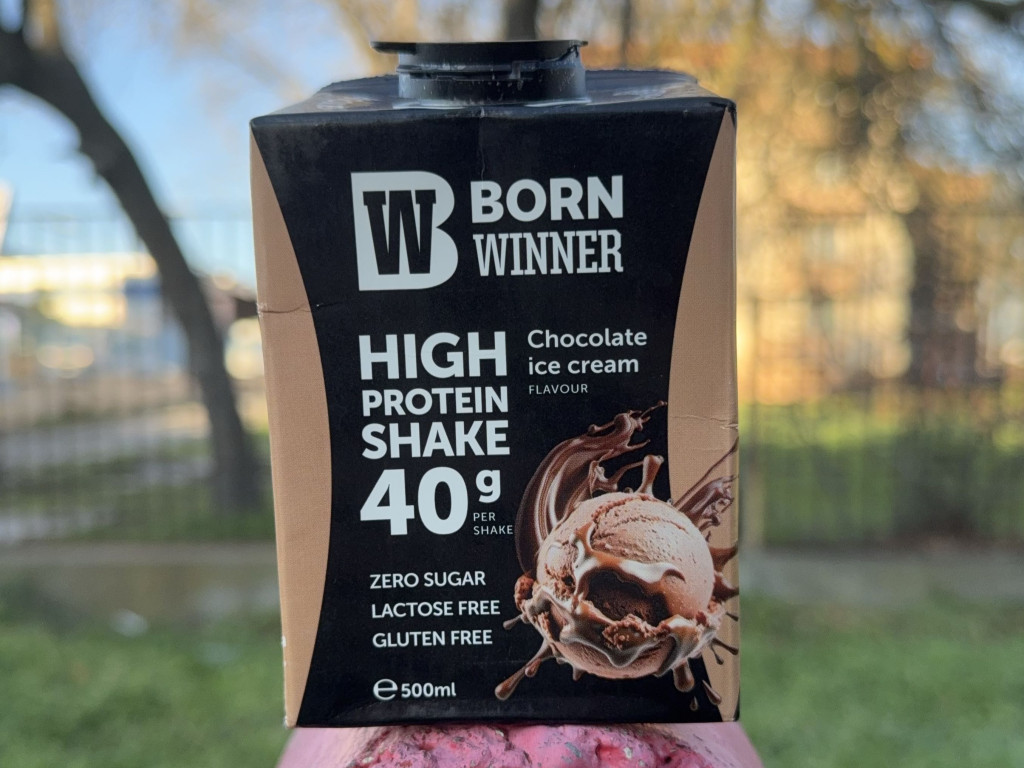 BW
BORN
WINNER
HIGH
PROTEIN
SHAKE
40g
PER
SHAKE
Chocolate
ice cream
FLAVOUR
ZERO SUGAR
LACTOSE FREE
GLUTEN FREE
℮500ml